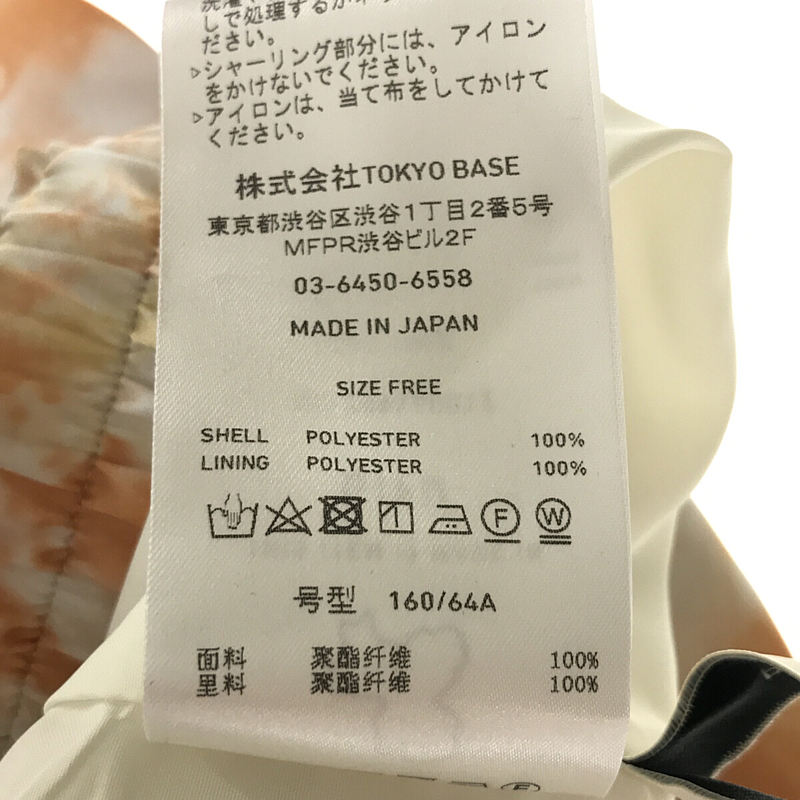 して処理するか
ださい。
▷シャーリング部分には、アイロン
をかけないでください。
▷アイロンは、当て布をしてかけて
ください。
株式会社TOKYO BASE
東京都渋谷区渋谷1丁目2番5号
MFPR渋谷ビル2F
03-6450-6558
MADE IN JAPAN
SIZE FREE
SHELL POLYESTER 100%
LINING POLYESTER 100%
F W
号型 160/64A
面料 聚酯纤维 100%
里料 聚酯纤维 100%